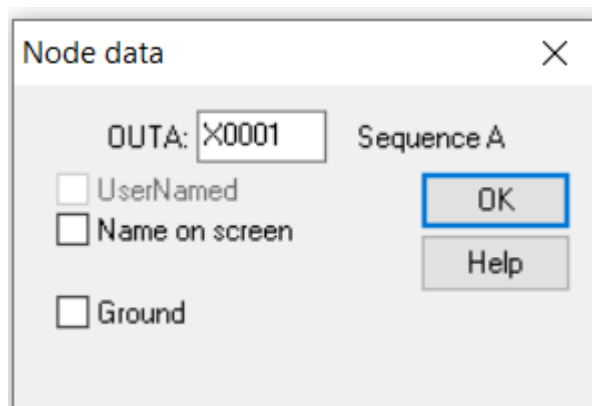 Node data
OUTA: X0001 Sequence A
UserNamed
OK
Name on screen
Help
Ground